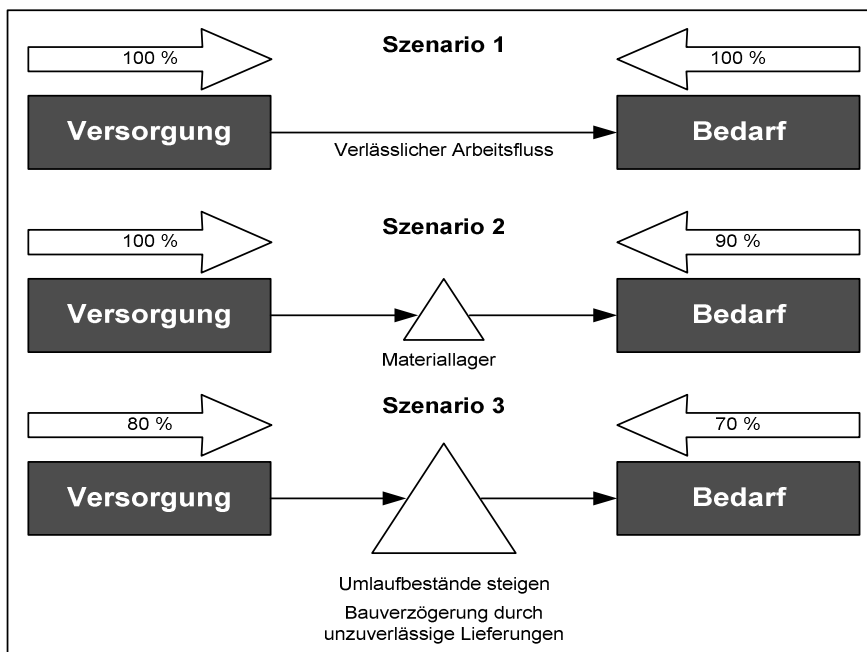 Szenario 1
100 %
100 %
Versorgung
Bedarf
Verlässlicher Arbeitsfluss
Szenario 2
100 %
90 %
Versorgung
Bedarf
Materiallager
Szenario 3
80 %
70 %
Versorgung
Bedarf
Umlaufbestände steigen
Bauverzögerung durch
unzuverlässige Lieferungen